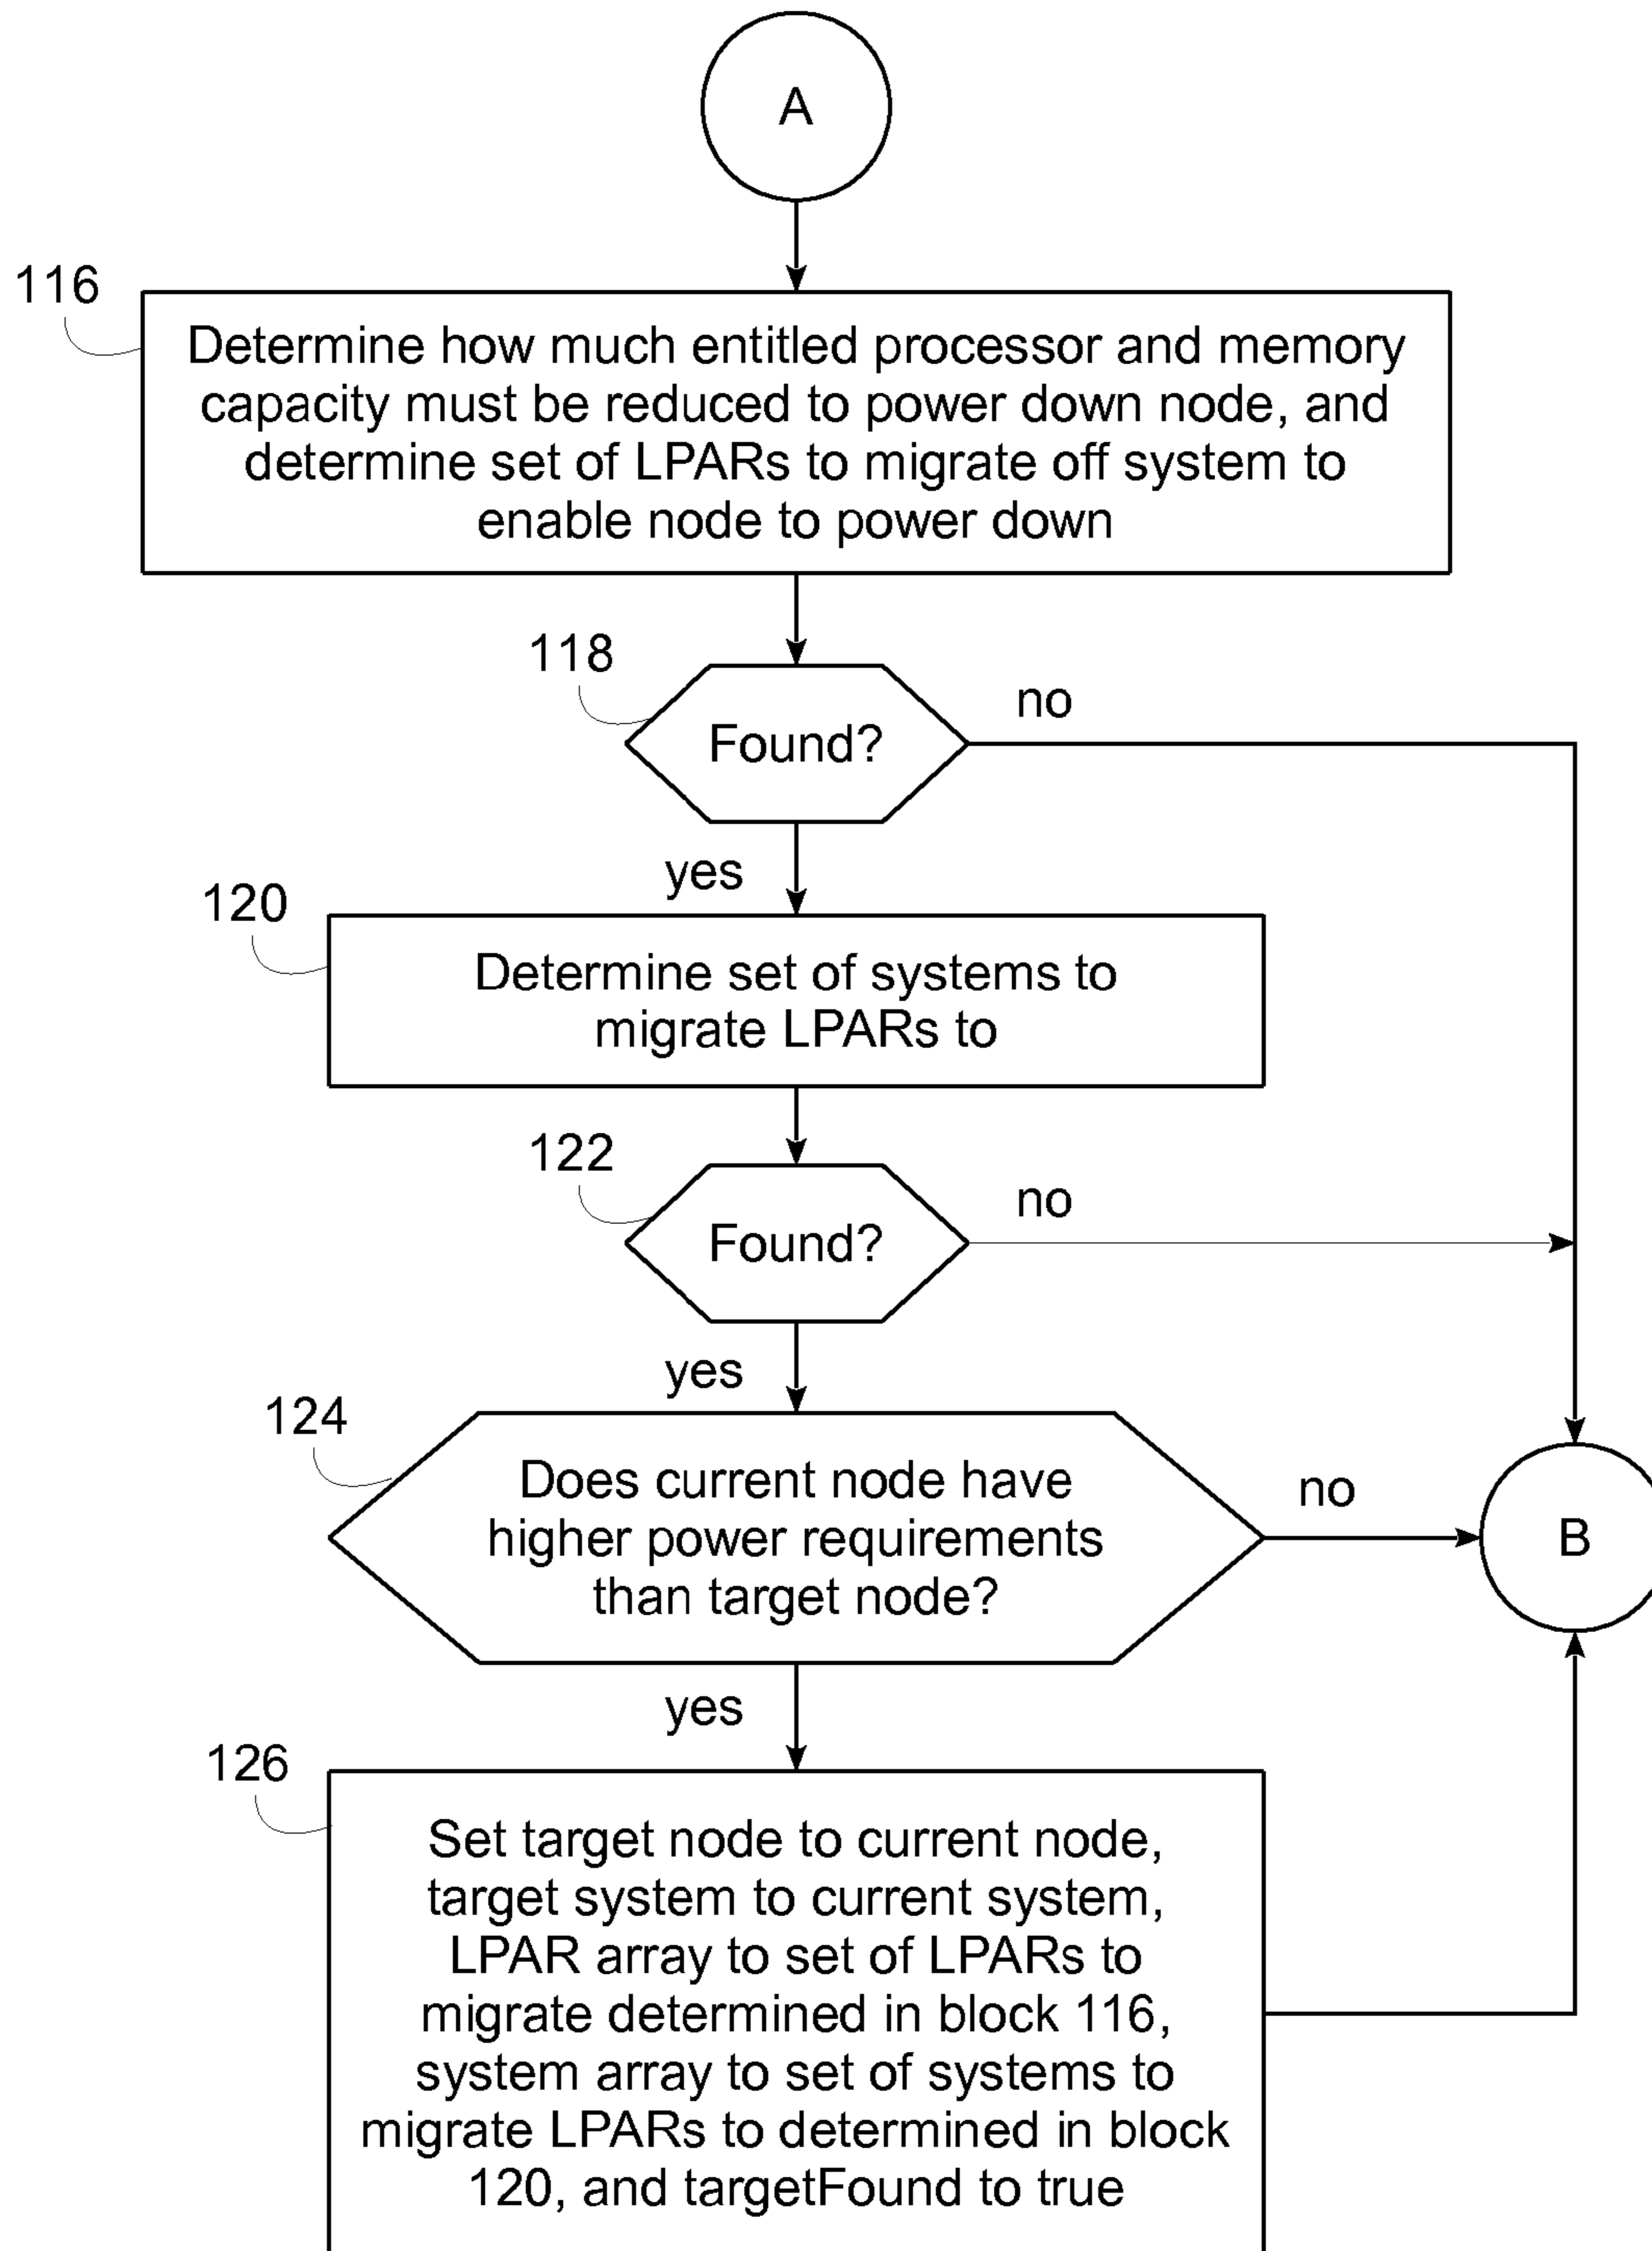 A
116
Determine how much entitled processor and memory
capacity must be reduced to power down node, and
determine set of LPARs to migrate off system to
enable node to power down
118
Found?
no
yes
120
Determine set of systems to
migrate LPARs to
122
Found?
no
yes
124
Does current node have
higher power requirements
than target node?
no
B
yes
126
Set target node to current node,
target system to current system,
LPAR array to set of LPARs to
migrate determined in block 116,
system array to set of systems to
migrate LPARs to determined in block
120, and targetFound to true